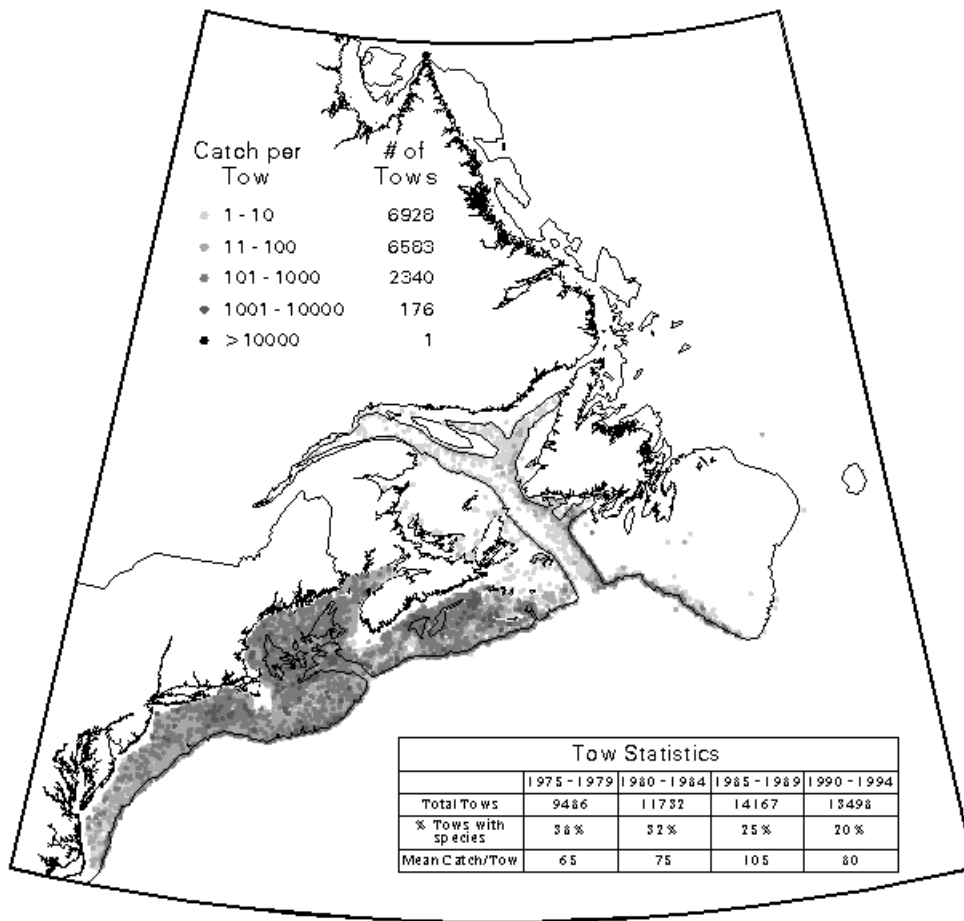 Catch per # of
Tow Tows
1 - 10 6928
11 - 100 6583
101 - 1000 2340
1001 - 10000 176
> 10000 1
Tow Statistics
1975 - 1979 1980 - 1984 1985 - 1989 1990 - 1994
Total Tows 9486 11732 14167 13498
% Tows with species 38% 32% 25% 20%
Mean Catch/Tow 65 75 105 80